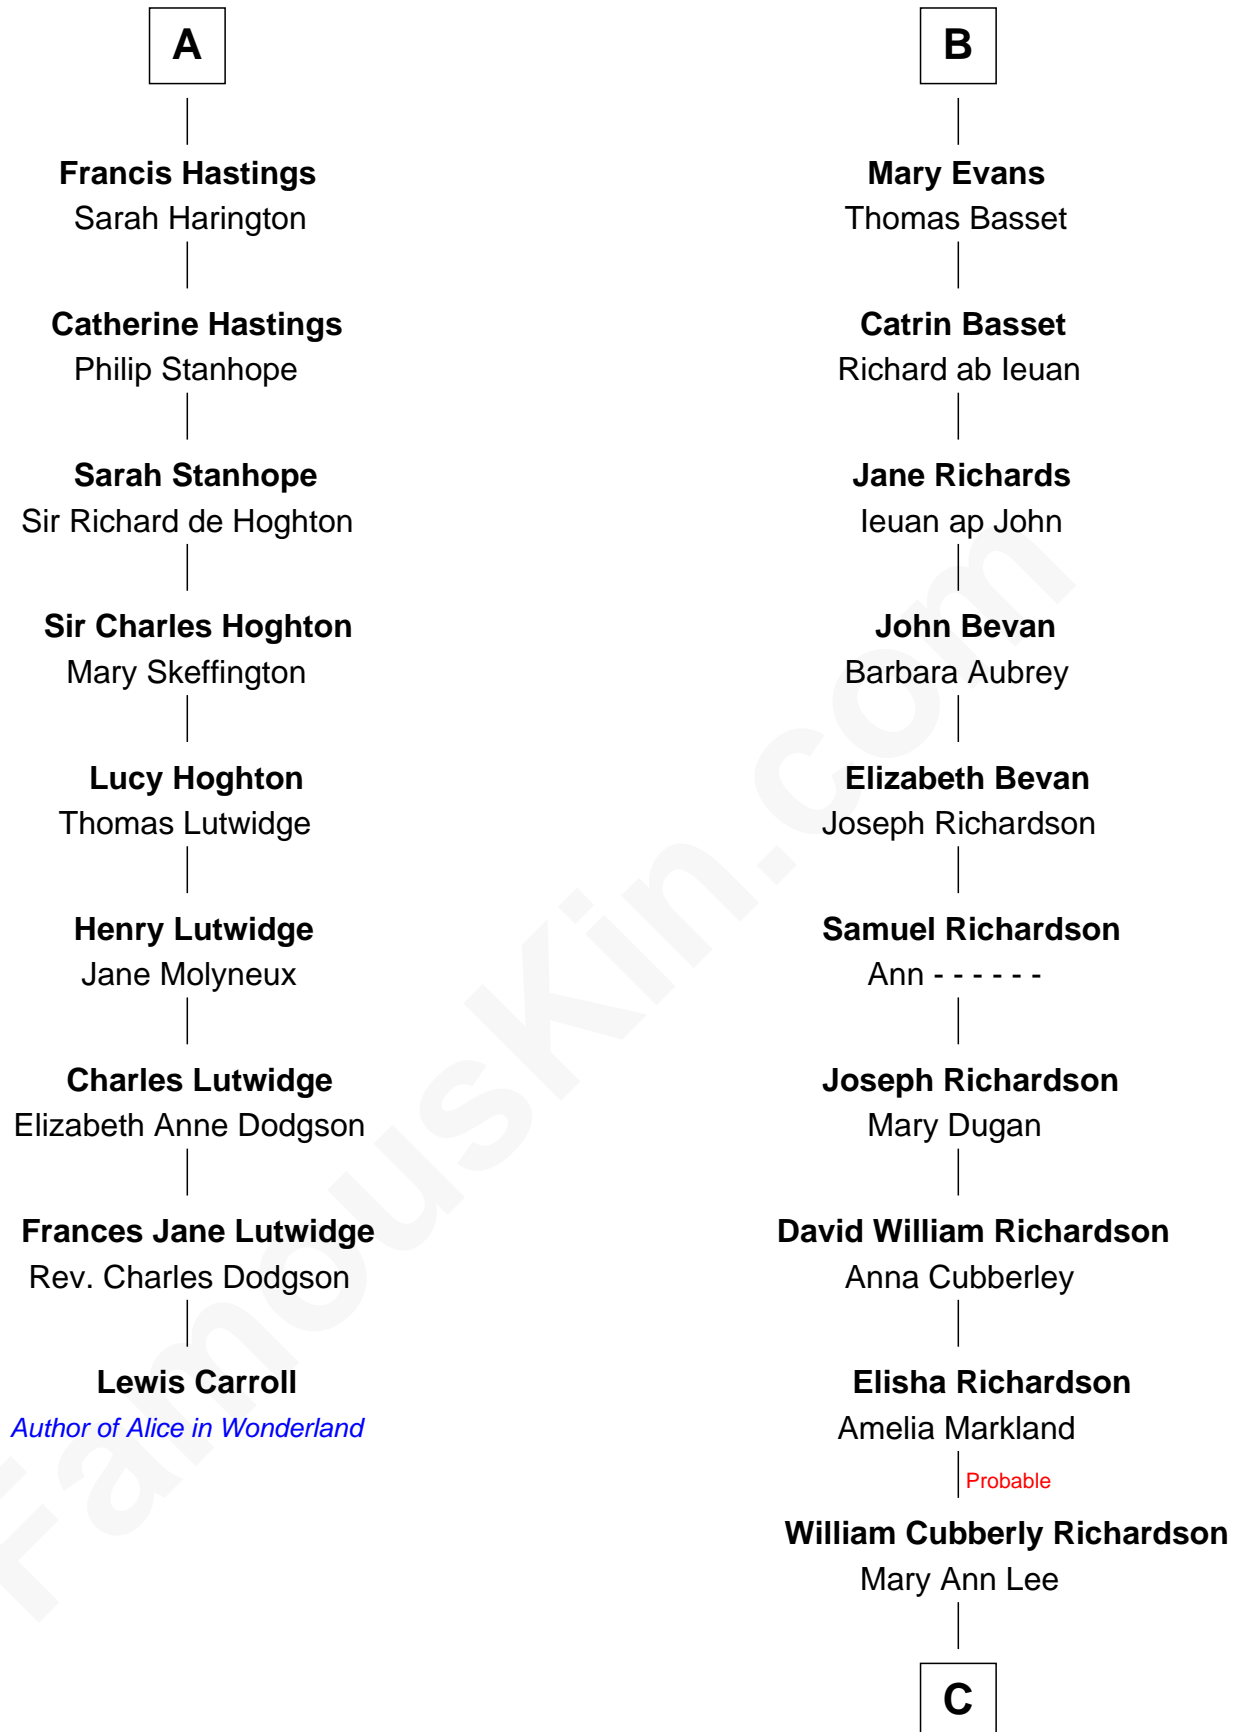 A
Francis Hastings
Sarah Harington
Catherine Hastings
Philip Stanhope
Sarah Stanhope
Sir Richard de Hoghton
Sir Charles Hoghton
Mary Skeffington
Lucy Hoghton
Thomas Lutwidge
Henry Lutwidge
Jane Molyneux
Charles Lutwidge
Elizabeth Anne Dodgson
Frances Jane Lutwidge
Rev. Charles Dodgson
Lewis Carroll
Author of Alice in Wonderland
B
Mary Evans
Thomas Basset
Catrin Basset
Richard ab Ieuan
Jane Richards
Ieuan ap John
John Bevan
Barbara Aubrey
Elizabeth Bevan
Joseph Richardson
Samuel Richardson
Ann - - - - - -
Joseph Richardson
Mary Dugan
David William Richardson
Anna Cubberley
Elisha Richardson
Amelia Markland
Probable
William Cubberly Richardson
Mary Ann Lee
C
FamousKin.com